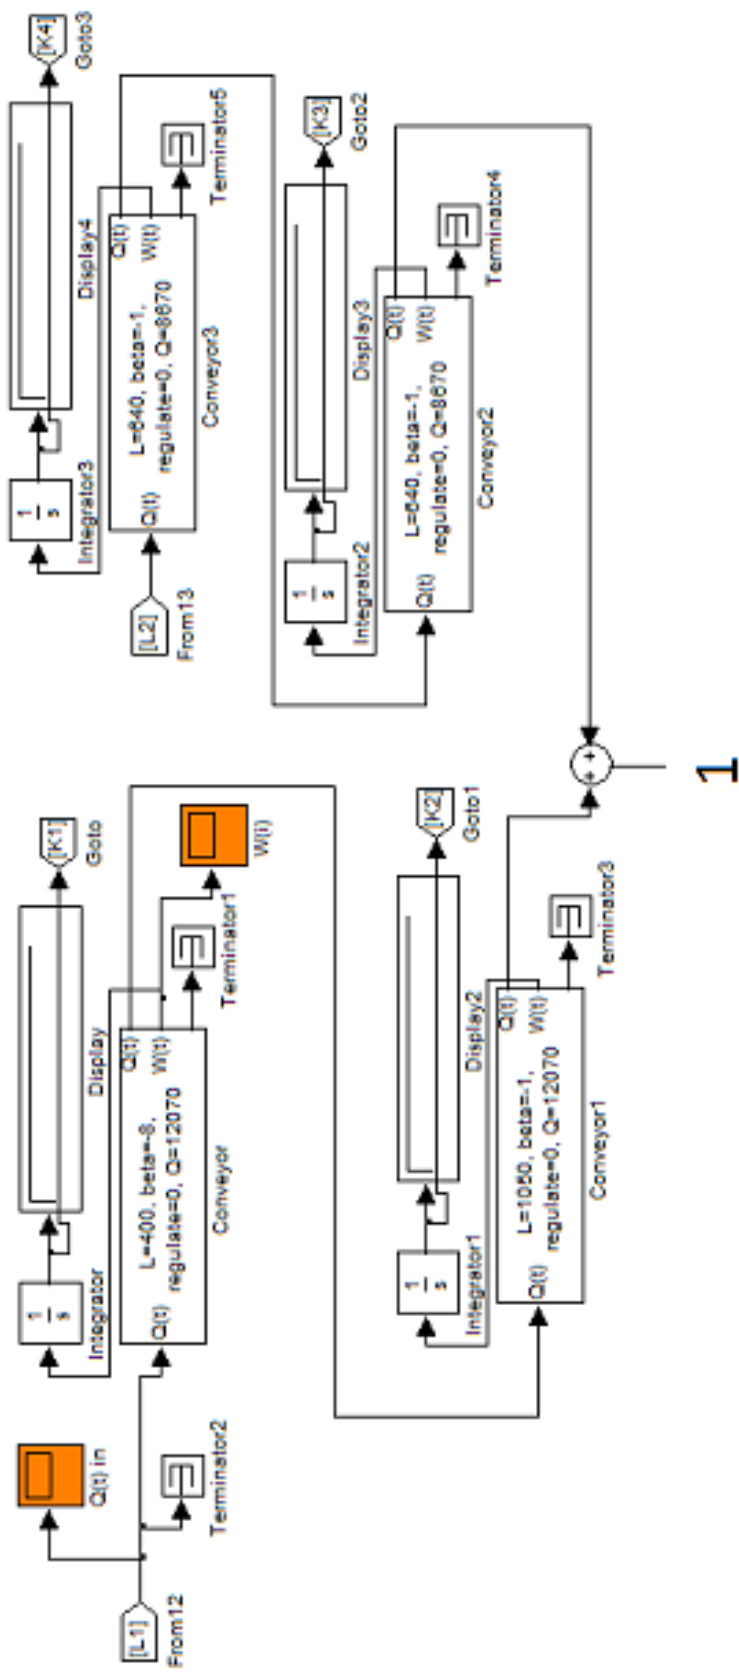 Q(t) in
[L1]
From12
Terminator2
1
s
Integrator
Display
[K1]
Goto
Q(t)
L=400, beta=-8,
regulate=0, Q=12070
Q(t)
W(t)
Conveyor
Terminator1
W(i)
1
s
Integrator1
Display2
[K2]
Goto1
Q(t)
L=1050, beta=-1,
regulate=0, Q=12070
Q(t)
W(t)
Conveyor1
Terminator3
1
s
Integrator3
Display4
[K4]
Goto3
[L2]
From13
Q(t)
L=640, beta=-1,
regulate=0, Q=8670
Q(t)
W(t)
Conveyor3
Terminator5
1
s
Integrator2
Display3
[K3]
Goto2
Q(t)
L=640, beta=-1,
regulate=0, Q=8670
Q(t)
W(t)
Conveyor2
Terminator4
+ +
1